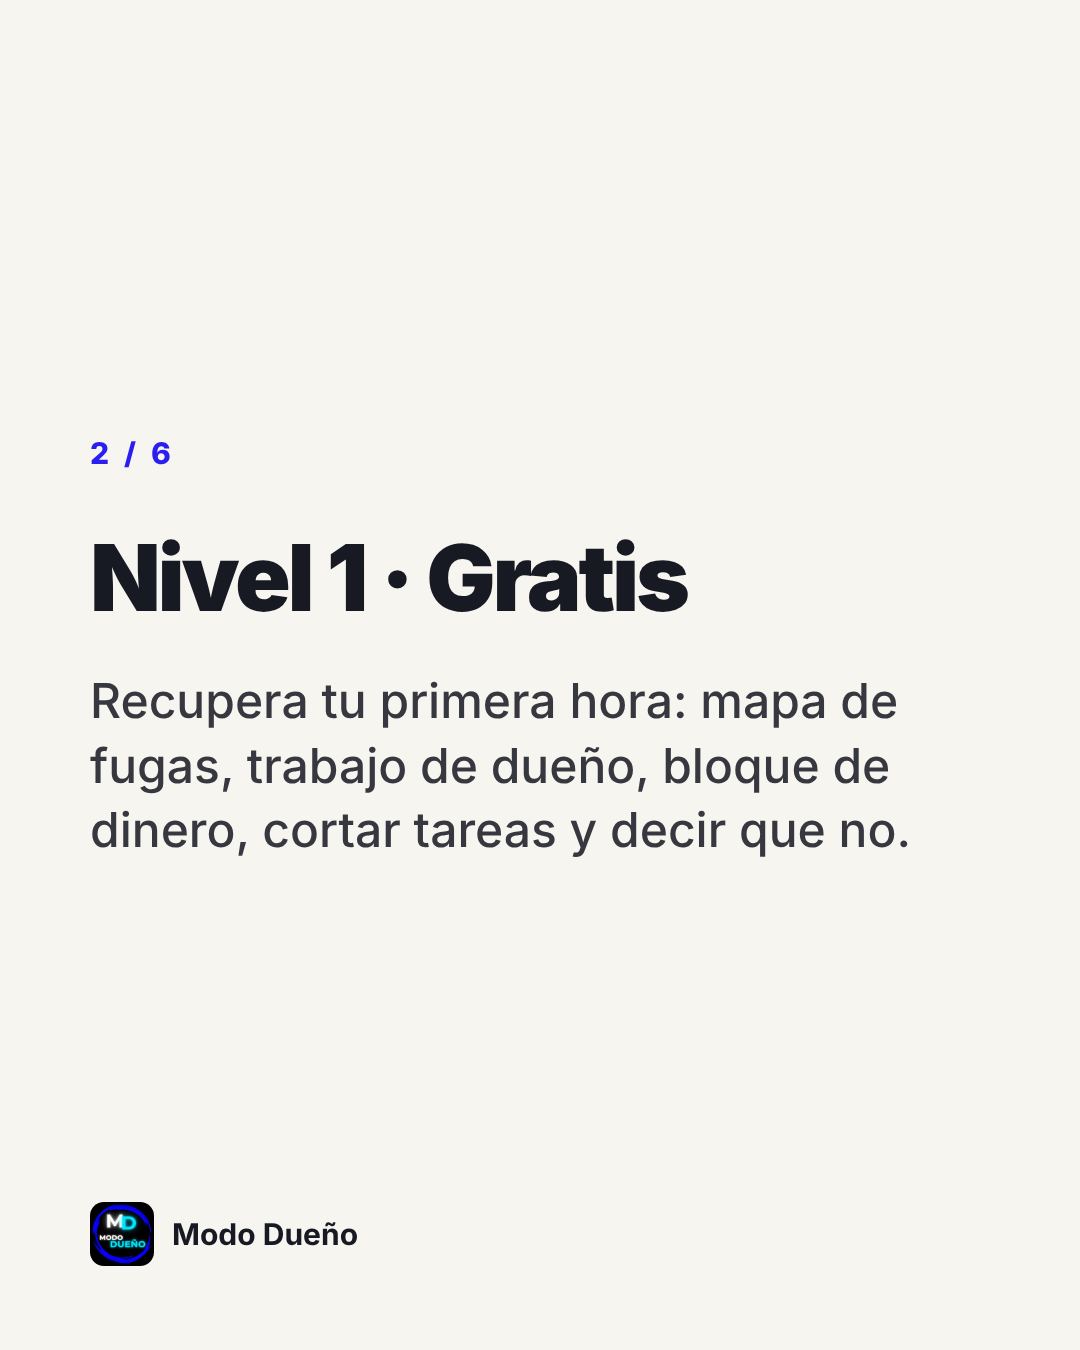 2 / 6
Nivel 1 · Gratis
Recupera tu primera hora: mapa de
fugas, trabajo de dueño, bloque de
dinero, cortar tareas y decir que no.
MD
MODO
DUEÑO
Modo Dueño